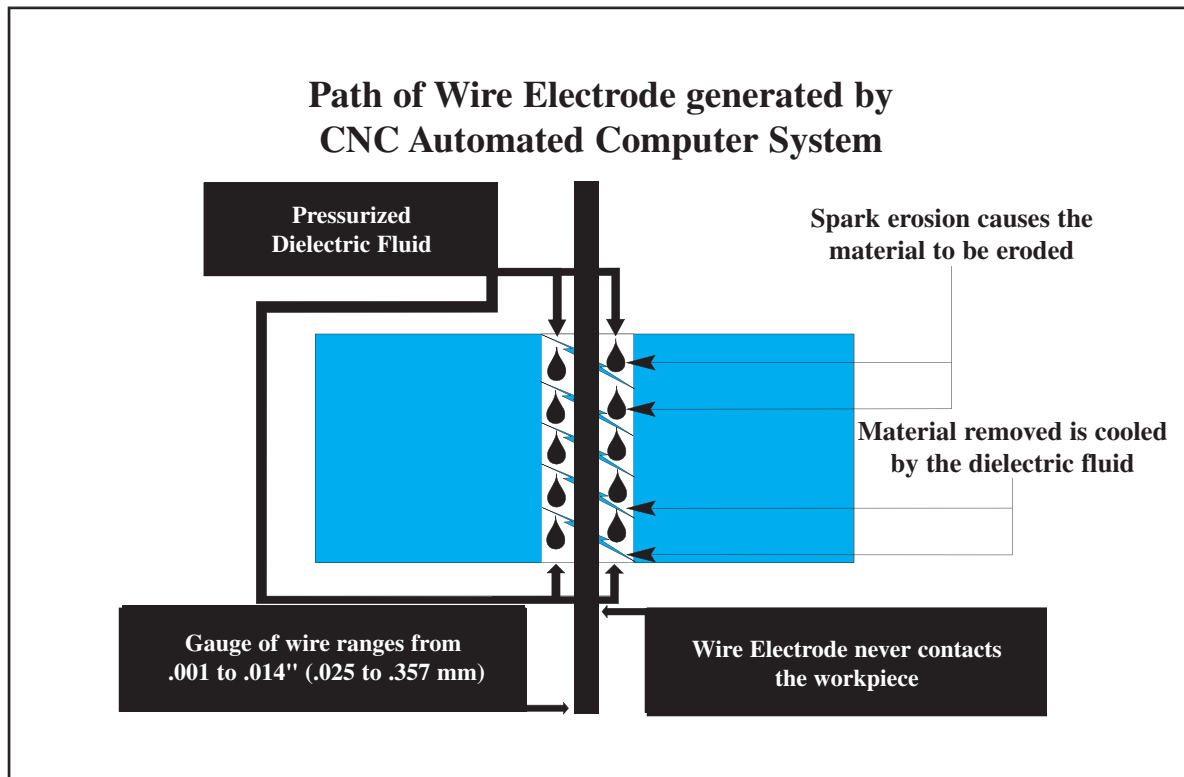 Path of Wire Electrode generated by
CNC Automated Computer System
Pressurized
Dielectric Fluid
Spark erosion causes the
material to be eroded
Material removed is cooled
by the dielectric fluid
Gauge of wire ranges from
.001 to .014" (.025 to .357 mm)
Wire Electrode never contacts
the workpiece